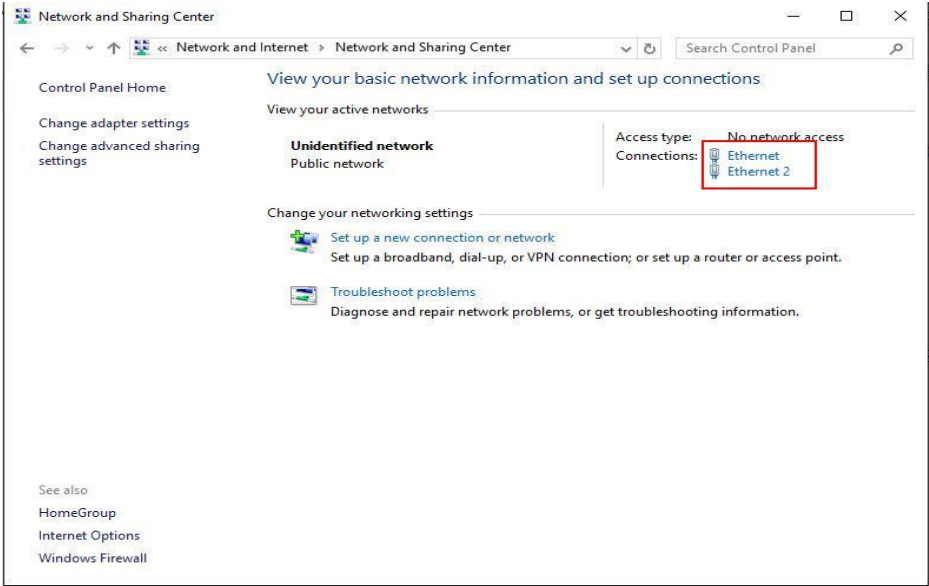 Network and Sharing Center
« Network and Internet › Network and Sharing Center
Search Control Panel
Control Panel Home
Change adapter settings
Change advanced sharing
settings
View your basic network information and set up connections
View your active networks
Unidentified network
Public network
Access type: No network access
Connections: Ethernet
Ethernet 2
Change your networking settings
Set up a new connection or network
Set up a broadband, dial-up, or VPN connection; or set up a router or access point.
Troubleshoot problems
Diagnose and repair network problems, or get troubleshooting information.
See also
HomeGroup
Internet Options
Windows Firewall